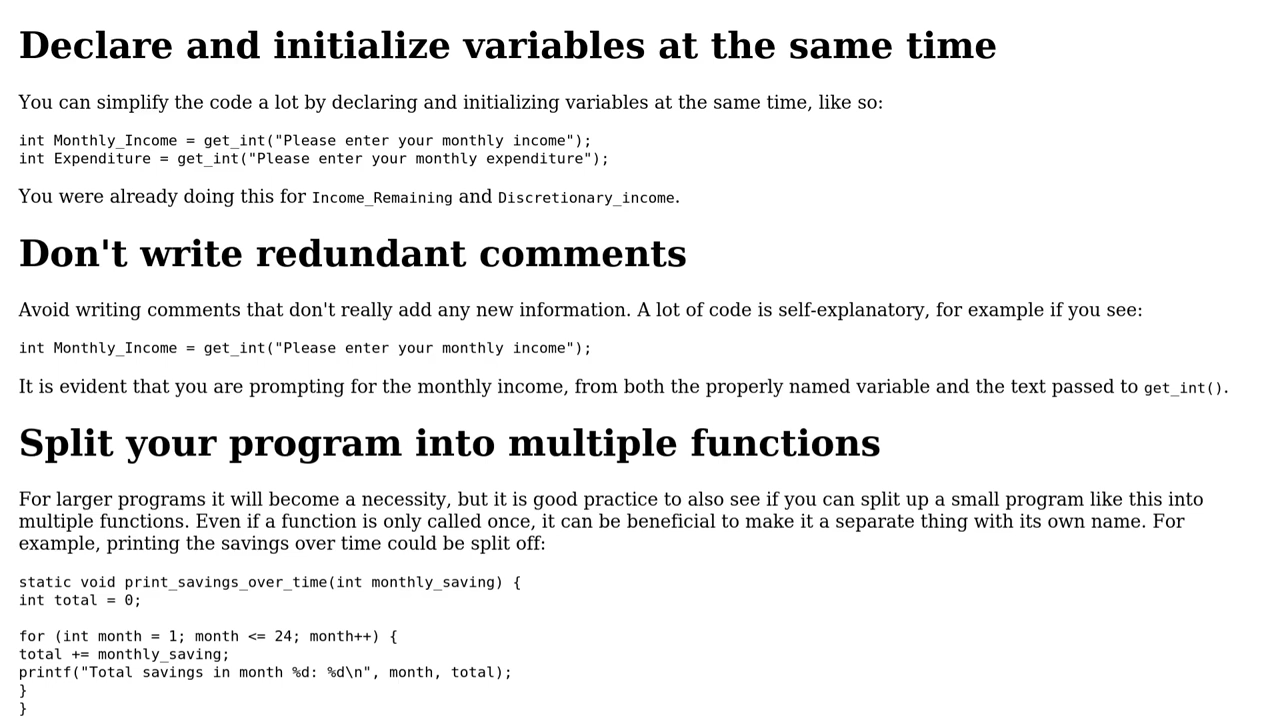 Declare and initialize variables at the same time
You can simplify the code a lot by declaring and initializing variables at the same time, like so:
int Monthly_Income = get_int("Please enter your monthly income");
int Expenditure = get_int("Please enter your monthly expenditure");
You were already doing this for Income_Remaining and Discretionary_income.
Don't write redundant comments
Avoid writing comments that don't really add any new information. A lot of code is self-explanatory, for example if you see:
int Monthly_Income = get_int("Please enter your monthly income");
It is evident that you are prompting for the monthly income, from both the properly named variable and the text passed to get_int().
Split your program into multiple functions
For larger programs it will become a necessity, but it is good practice to also see if you can split up a small program like this into
multiple functions. Even if a function is only called once, it can be beneficial to make it a separate thing with its own name. For
example, printing the savings over time could be split off:
static void print_savings_over_time(int monthly_saving) {
int total = 0;
for (int month = 1; month <= 24; month++) {
total += monthly_saving;
printf("Total savings in month %d: %d\n", month, total);
}
}